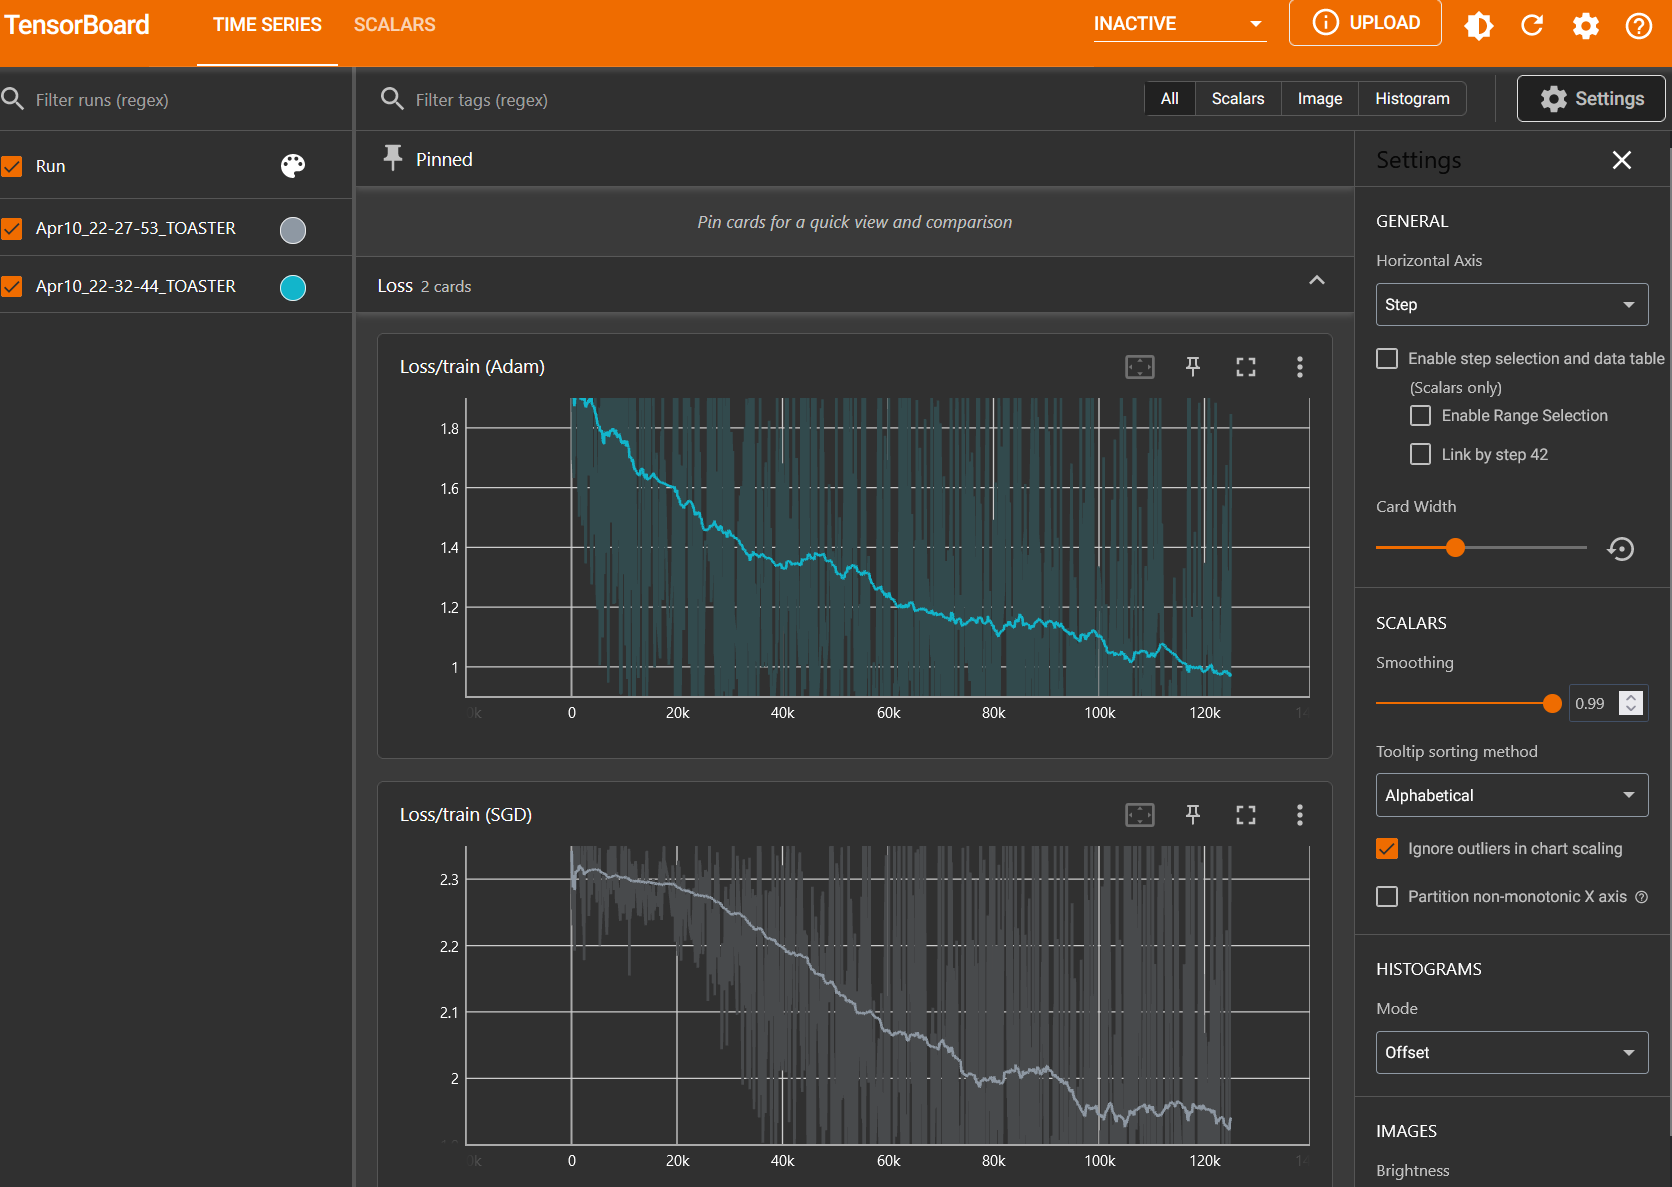 TensorBoard
TIME SERIES
SCALARS
INACTIVE
UPLOAD
Filter runs (regex)
Filter tags (regex)
All
Scalars
Image
Histogram
Settings
Run
Apr10_22-27-53_TOASTER
Apr10_22-32-44_TOASTER
Pinned
Pin cards for a quick view and comparison
Loss 2 cards
Loss/train (Adam)
1.8
1.6
1.4
1.2
1
0
20k
40k
60k
80k
100k
120k
Loss/train (SGD)
2.3
2.2
2.1
2
0
20k
40k
60k
80k
100k
120k
Settings
GENERAL
Horizontal Axis
Step
Enable step selection and data table
(Scalars only)
Enable Range Selection
Link by step 42
Card Width
SCALARS
Smoothing
0.99
Tooltip sorting method
Alphabetical
Ignore outliers in chart scaling
Partition non-monotonic X axis
HISTOGRAMS
Mode
Offset
IMAGES
Brightness